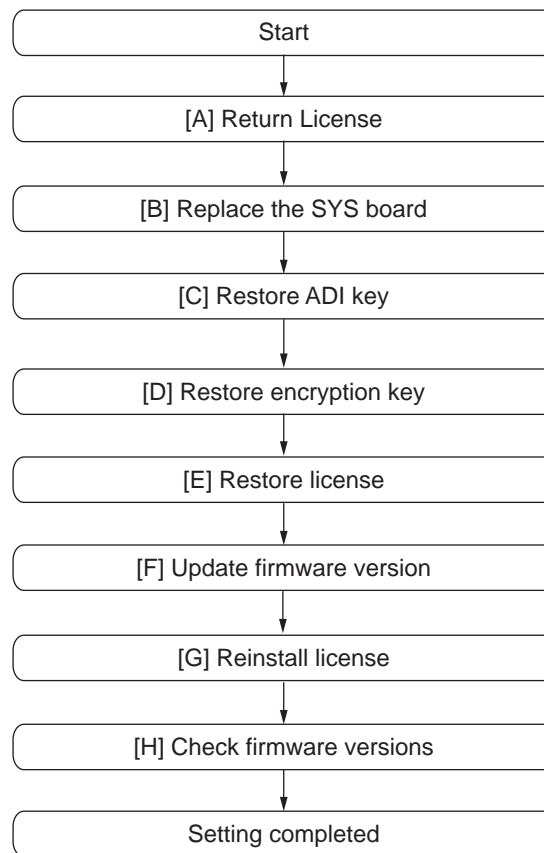 Start
[A] Return License
[B] Replace the SYS board
[C] Restore ADI key
[D] Restore encryption key
[E] Restore license
[F] Update firmware version
[G] Reinstall license
[H] Check firmware versions
Setting completed